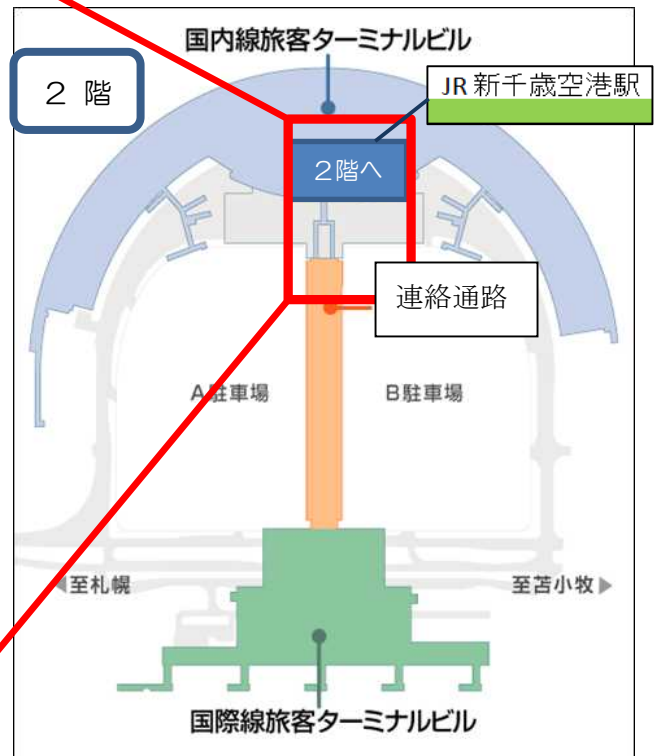 国内線旅客ターミナルビル
2 階
JR 新千歳空港駅
2階へ
連絡通路
A駐車場
B駐車場
◀至札幌
至苫小牧▶
国際線旅客ターミナルビル